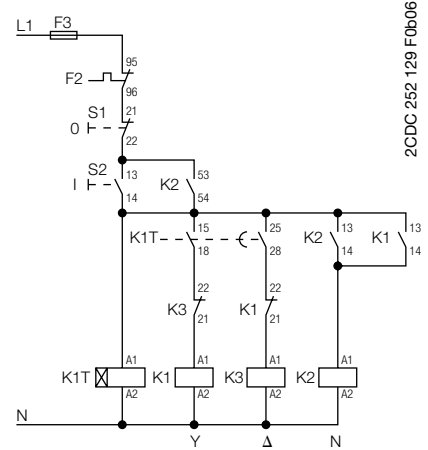 L1 F3
2CDC 252 129 F0b06
95
F2
96
S1 21
0
22
S2 13 53
I K2
14 54
15 25 13 13
K1T K2 K1
18 28 14 14
22 22
K3 K1
21 21
A1 A1 A1 A1
K1T K1 K3 K2
A2 A2 A2 A2
N
Y Δ N